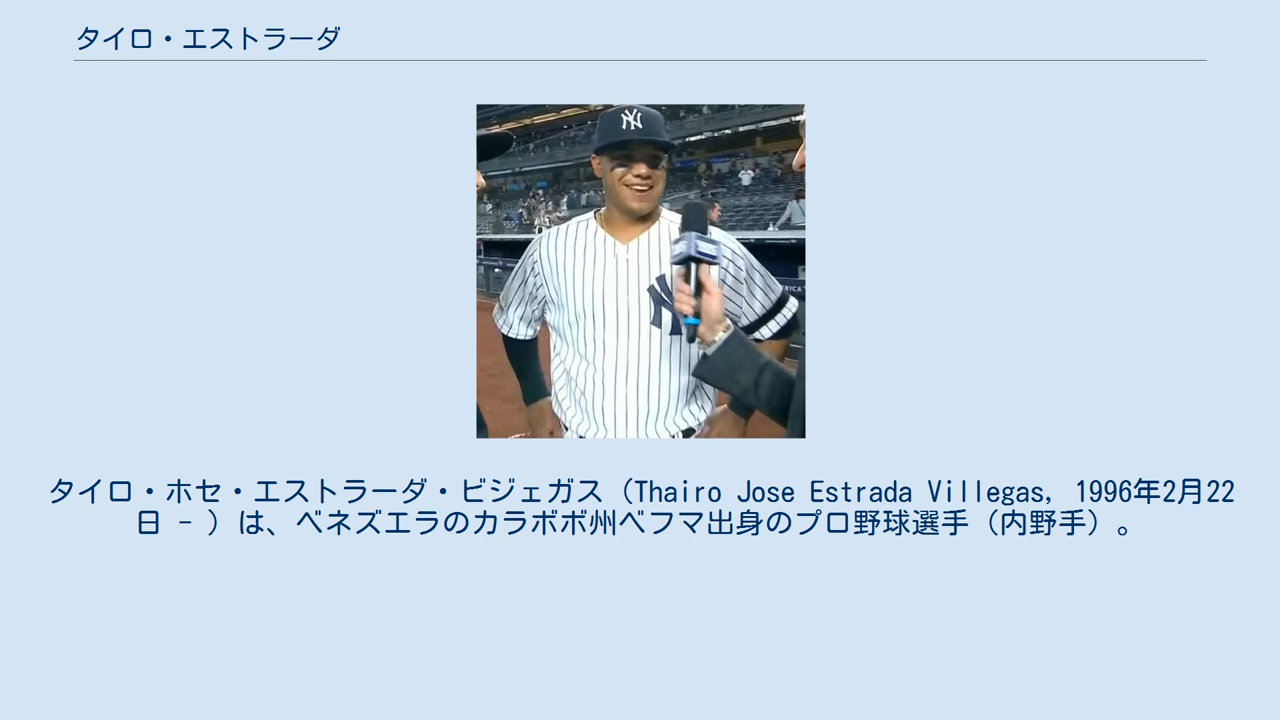 タイロ・エストラーダ
NY
タイロ・ホセ・エストラーダ・ビジェガス（Thairo Jose Estrada Villegas, 1996年2月22
日 - ）は、ベネズエラのカラボボ州ベフマ出身のプロ野球選手（内野手）。